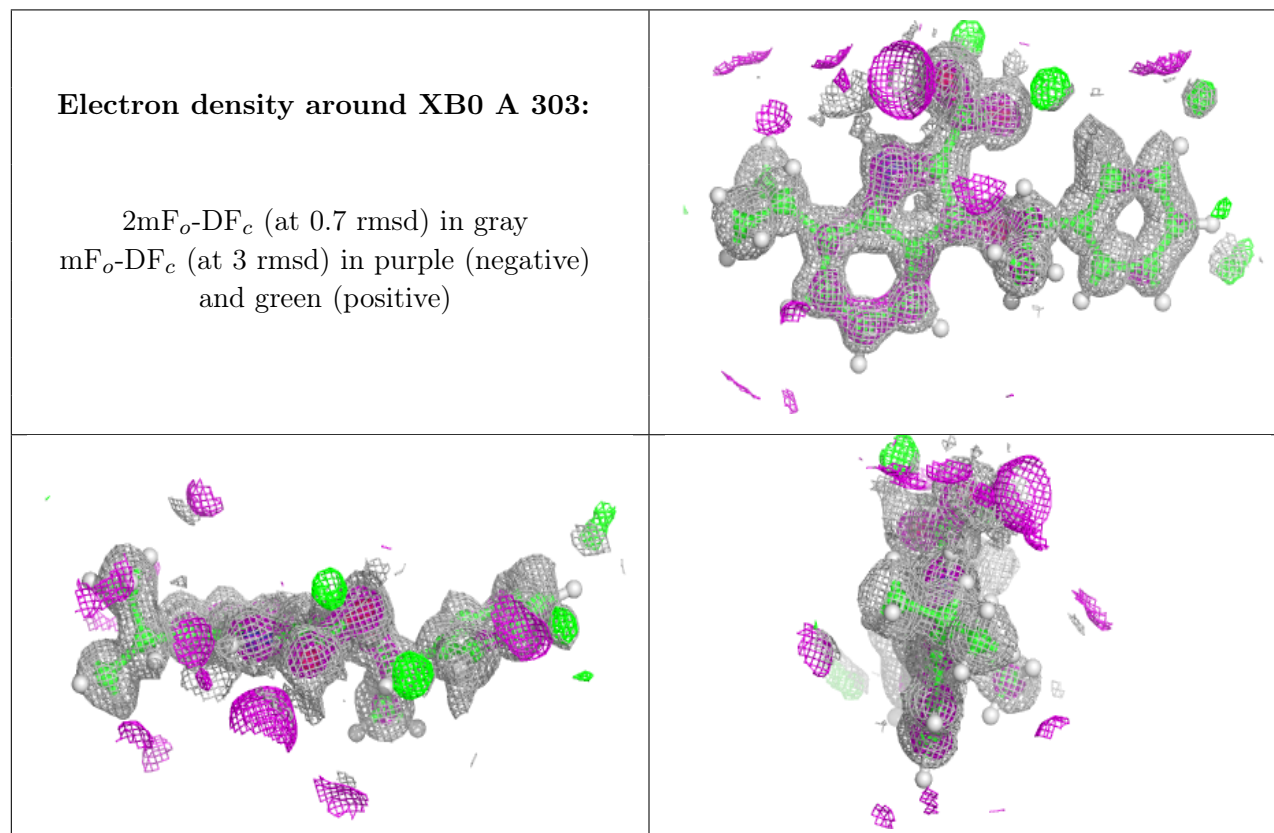 Electron density around XB0 A 303:
2mFo-DFc (at 0.7 rmsd) in gray
mFo-DFc (at 3 rmsd) in purple (negative)
and green (positive)